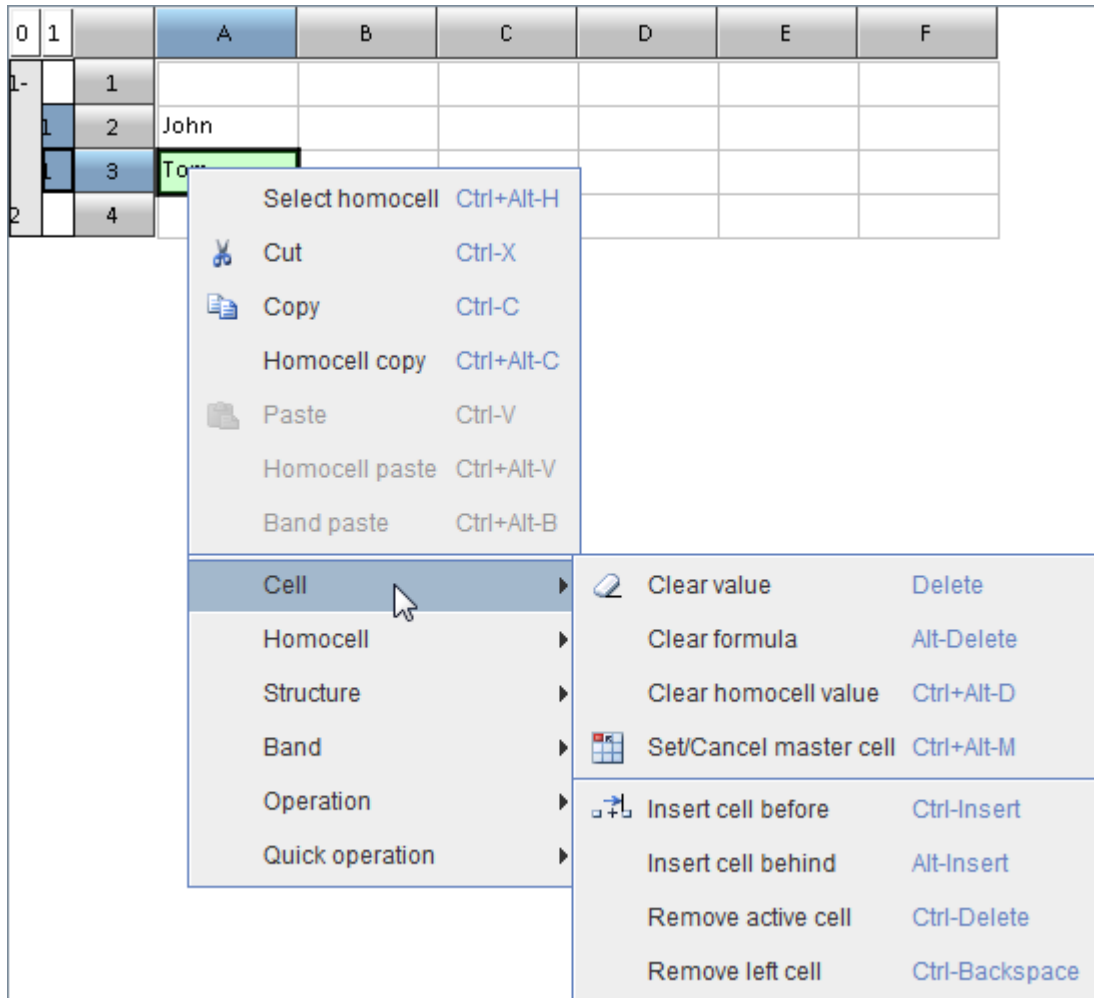 0 1 A B C D E F
1- 1
1 2 John
1 3 Tom
2 4
Select homocell Ctrl+Alt-H
Cut Ctrl-X
Copy Ctrl-C
Homocell copy Ctrl+Alt-C
Paste Ctrl-V
Homocell paste Ctrl+Alt-V
Band paste Ctrl+Alt-B
Cell
Homocell
Structure
Band
Operation
Quick operation
Clear value Delete
Clear formula Alt-Delete
Clear homocell value Ctrl+Alt-D
Set/Cancel master cell Ctrl+Alt-M
Insert cell before Ctrl-Insert
Insert cell behind Alt-Insert
Remove active cell Ctrl-Delete
Remove left cell Ctrl-Backspace